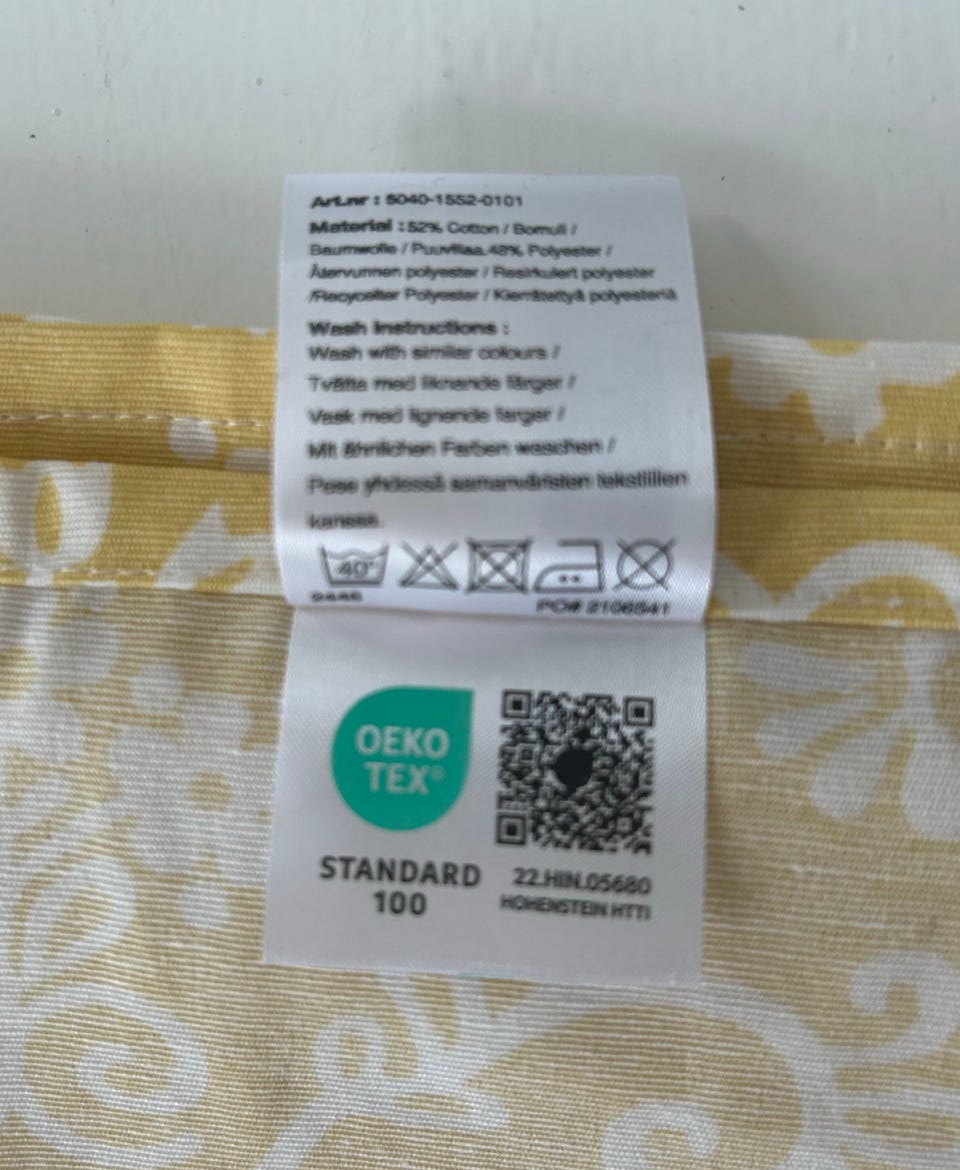 Art.nr : 5040-1552-0101
Material : 52% Cotton / Bomull /
Baumwolle / Puuvillaa.48% Polyester /
Återvunnen polyester / Resirkulert polyester
/Recycelter Polyester / Kierrätettyä polyesteriä
Wash Instructions :
Wash with similar colours /
Tvätta med liknande färger /
Vask med lignende farger /
Mit ähnlichen Farben waschen /
Pese yhdessä samanväristen tekstiilien
kanssa.
40°
2446 PO# 2106541
OEKO
TEX®
STANDARD
100
22.HIN.05680
HOHENSTEIN HTTI